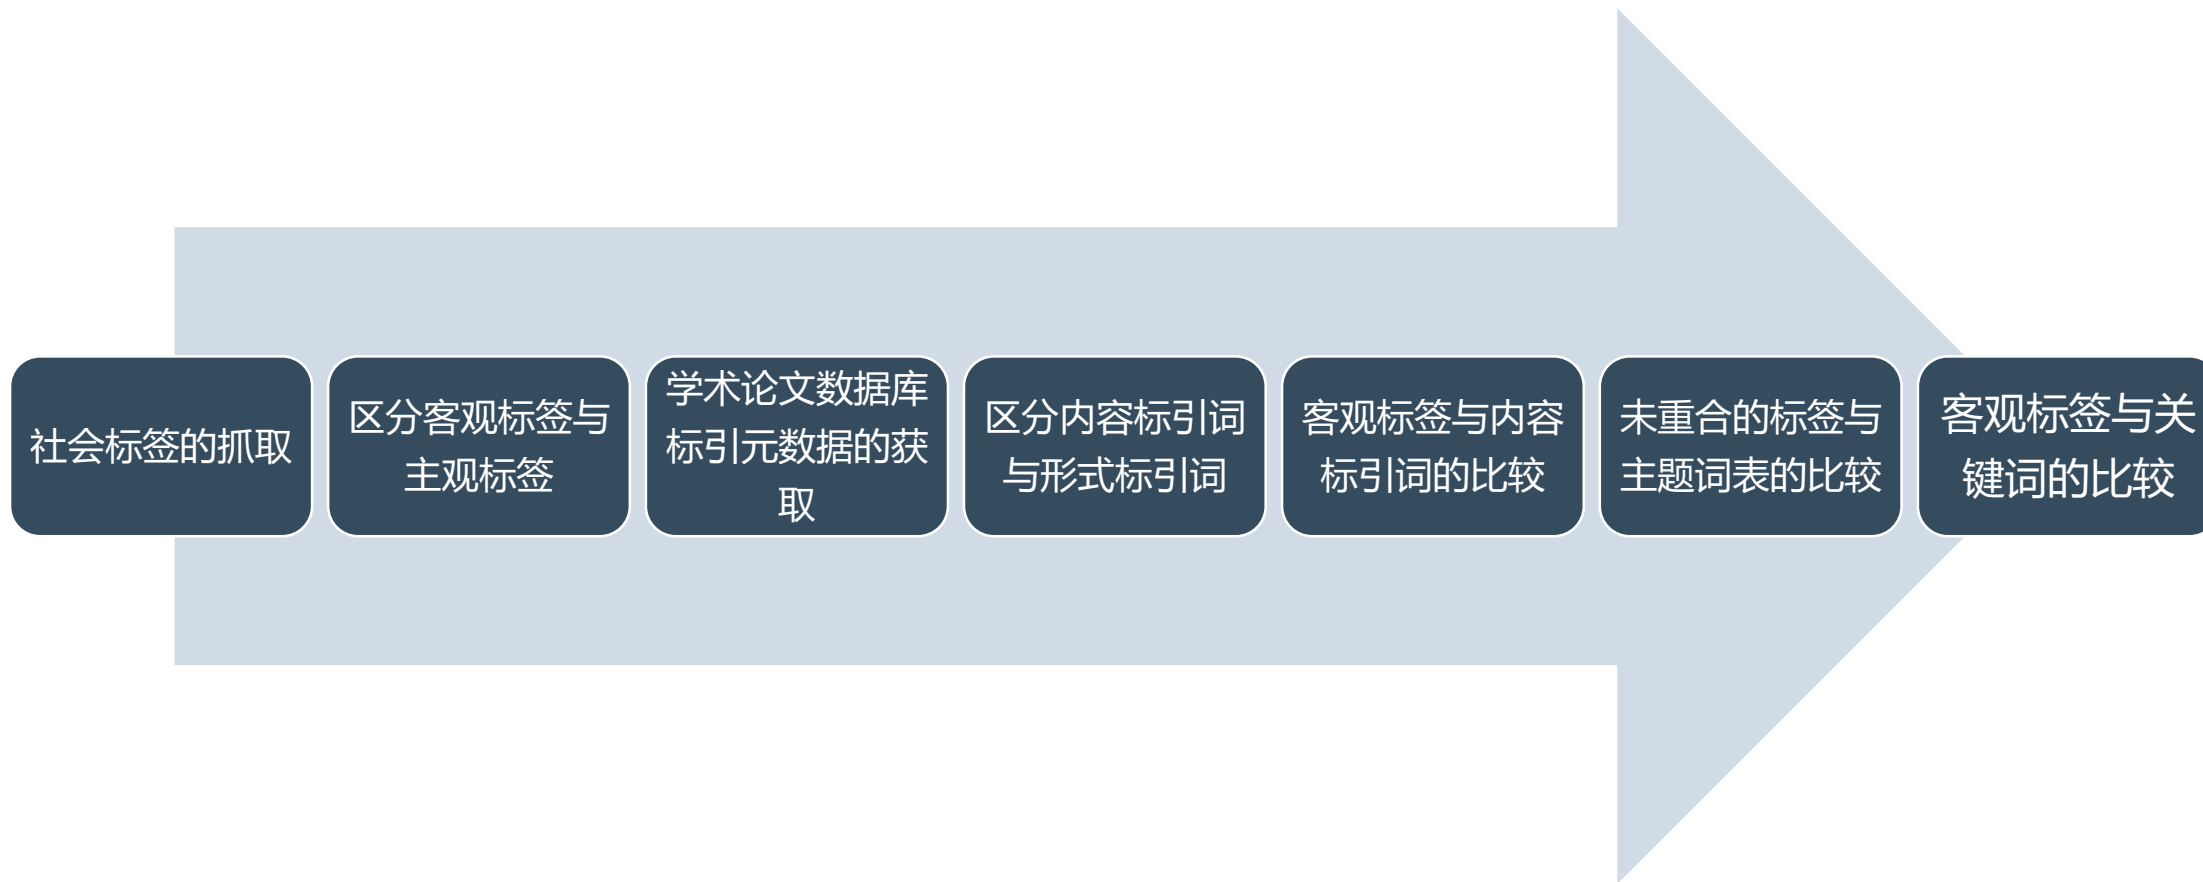 社会标签的抓取
区分客观标签与
主观标签
学术论文数据库
标引元数据的获
取
区分内容标引词
与形式标引词
客观标签与内容
标引词的比较
未重合的标签与
主题词表的比较
客观标签与关
键词的比较